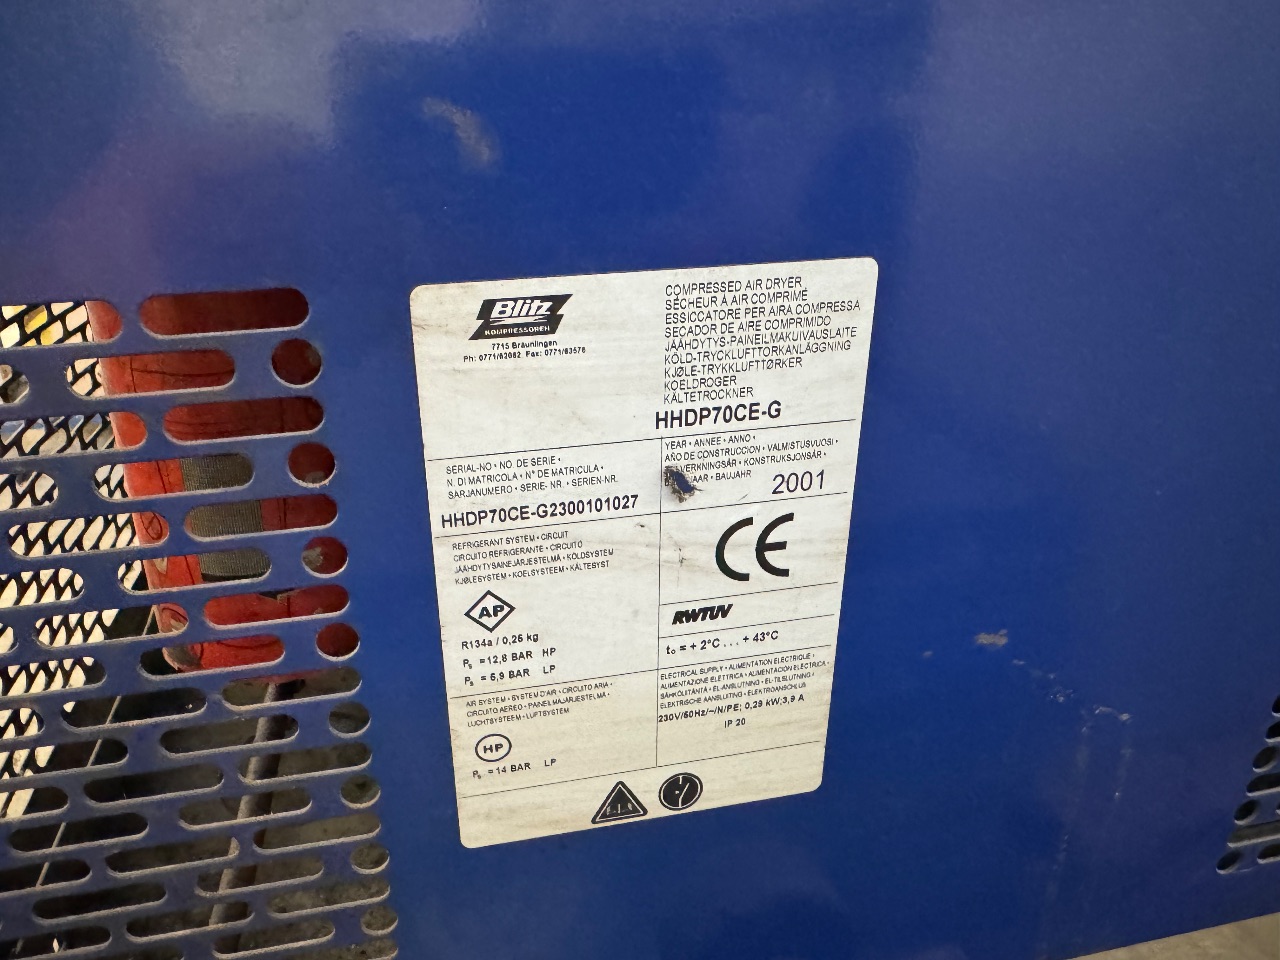 Blitz
KOMPRESSOREN
7715 Bräunlingen
Ph: 0771/62062 Fax: 0771/63576
COMPRESSED AIR DRYER
SÉCHEUR À AIR COMPRIMÉ
ESSICCATORE PER AIRA COMPRESSA
SECADOR DE AIRE COMPRIMIDO
JÄÄHDYTYS-PAINEILMAKUIVAUSLAITE
KÖLD-TRYCKLUFTTORKANLÄGGNING
KJØLE-TRYKKLUFTTØRKER
KOELDROGER
KÄLTETROCKNER
HHDP70CE-G
SERIAL-NO • NO. DE SERIE •
N. DI MATRICOLA • N° DE MATRICULA •
SARJANUMERO • SERIE- NR. • SERIEN-NR.
HHDP70CE-G2300101027
YEAR • ANNEE • ANNO •
AÑO DE CONSTRUCCION • VALMISTUSVUOSI •
VERKNINGSÅR • KONSTRUKSJONSÅR •
JAAR • BAUJAHR
2001
CE
REFRIGERANT SYSTEM • CIRCUIT
CIRCUITO REFRIGERANTE • CIRCUITO
JÄÄHDYTYSAINEJÄRJESTELMÄ • KÖLDSYSTEM
KJØLESYSTEM • KOELSYSTEEM • KÄLTESYST
AP
R134a / 0,25 kg
Ps =12,8 BAR HP
Ps = 6,9 BAR LP
RWTÜV
to = + 2°C . . . + 43°C
ELECTRICAL SUPPLY • ALIMENTATION ELECTRIQUE •
ALIMENTAZIONE ELETTRICA • ALIMENTACION ELECTRICA •
SÄHKÖLIITÄNTÄ • EL-ANSLUTNING • EL-TILSLUTNING •
ELEKTRISCHE AANSLUITING • ELEKTROANSCHLUß
230V/50Hz/~/N/PE; 0,29 kW;3,9 A
IP 20
AIR SYSTEM • SYSTEM D'AIR • CIRCUITO ARIA •
CIRCUITO AEREO • PAINEILMAJÄRJESTELMÄ •
LUCHTSYSTEEM • LUFTSYSTEM
HP
Ps = 14 BAR LP